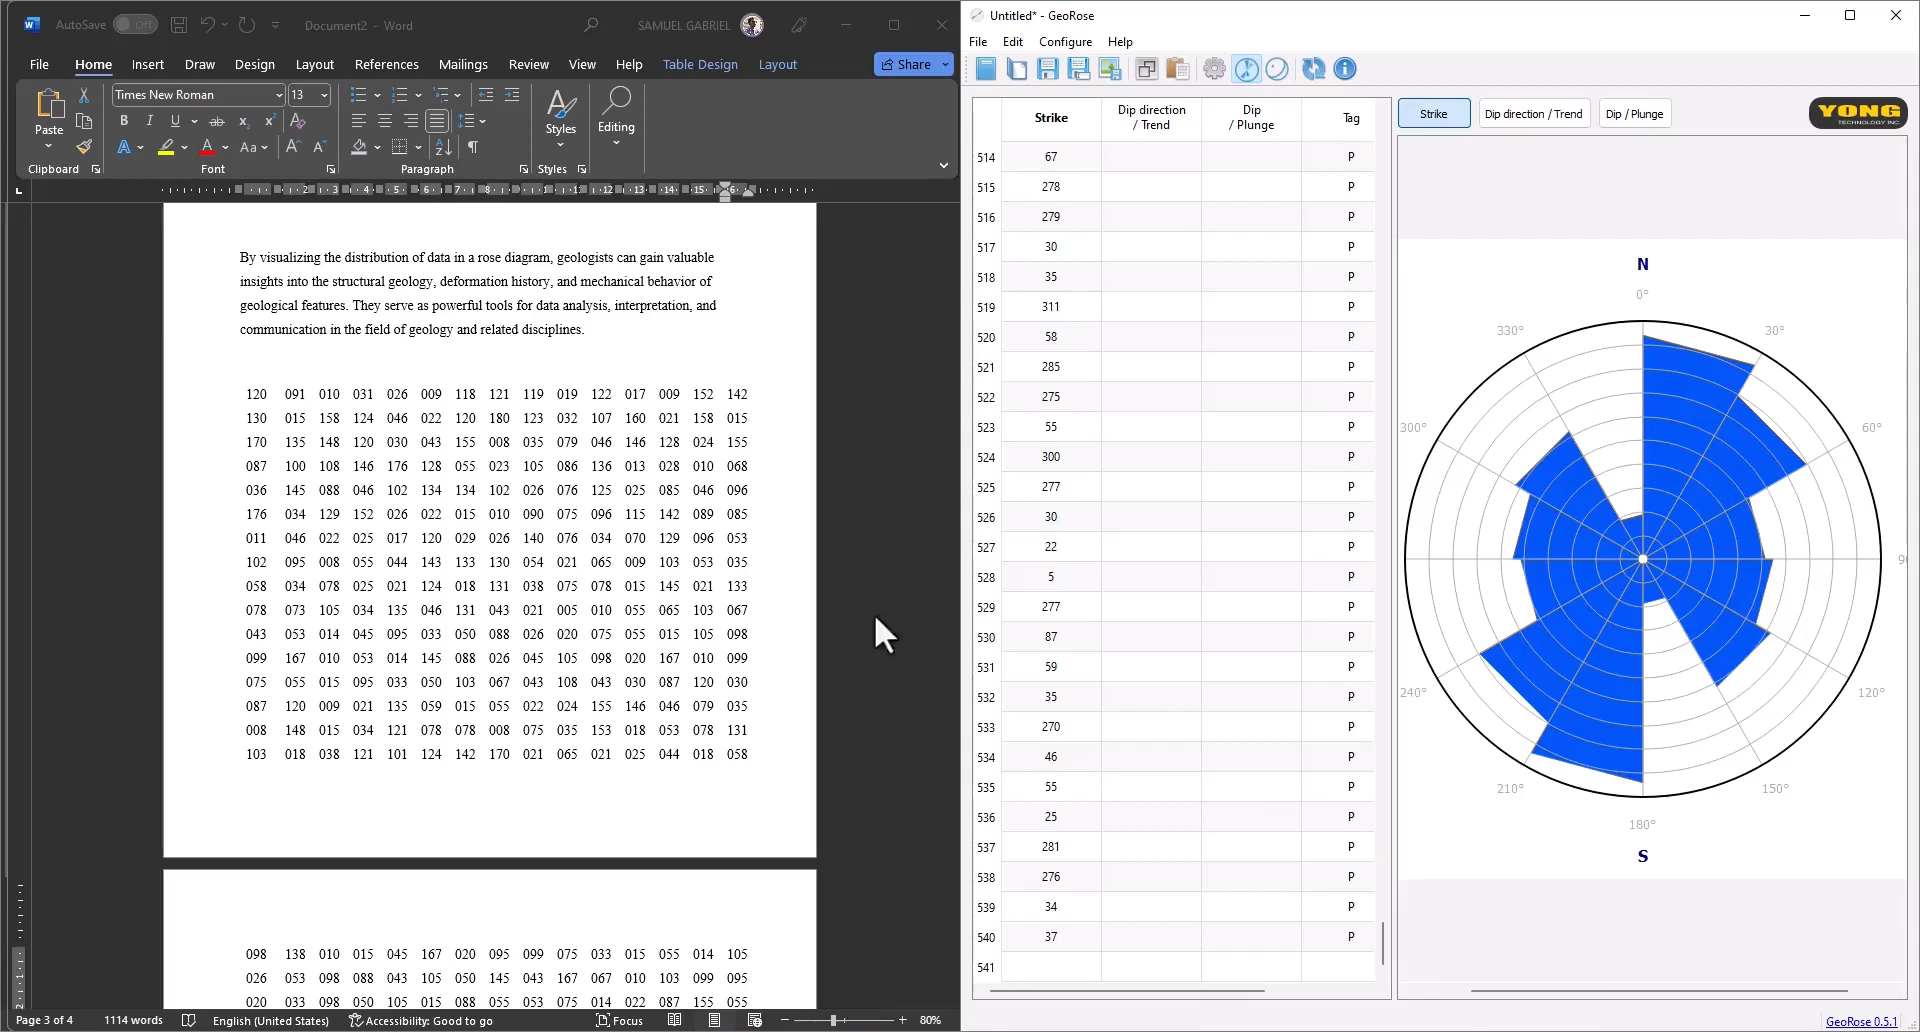 AutoSave Off Document2 - Word SAMUEL GABRIEL
File Home Insert Draw Design Layout References Mailings Review View Help Table Design Layout Share
Paste
Times New Roman 13
Styles
Editing
Clipboard Font Paragraph Styles
By visualizing the distribution of data in a rose diagram, geologists can gain valuable
insights into the structural geology, deformation history, and mechanical behavior of
geological features. They serve as powerful tools for data analysis, interpretation, and
communication in the field of geology and related disciplines.
120 091 010 031 026 009 118 121 119 019 122 017 009 152 142
130 015 158 124 046 022 120 180 123 032 107 160 021 158 015
170 135 148 120 030 043 155 008 035 079 046 146 128 024 155
087 100 108 146 176 128 055 023 105 086 136 013 028 010 068
036 145 088 046 102 134 134 102 026 076 125 025 085 046 096
176 034 129 152 026 022 015 010 090 075 096 115 142 089 085
011 046 022 025 017 120 029 026 140 076 034 070 129 096 053
102 095 008 055 044 143 133 130 054 021 065 009 103 053 035
058 034 078 025 021 124 018 131 038 075 078 015 145 021 133
078 073 105 034 135 046 131 043 021 005 010 055 065 103 067
043 053 014 045 095 033 050 088 026 020 075 055 015 105 098
099 167 010 053 014 145 088 026 045 105 098 020 167 010 099
075 055 015 095 033 050 103 067 043 108 043 030 087 120 030
087 120 009 021 135 059 015 055 022 024 155 146 046 079 035
008 148 015 034 121 078 078 008 075 035 153 018 053 078 131
103 018 038 121 101 124 142 170 021 065 021 025 044 018 058
098 138 010 015 045 167 020 095 099 075 033 015 055 014 105
026 053 098 088 043 105 050 145 043 167 067 010 103 099 095
020 033 098 050 105 015 088 055 053 075 014 022 087 155 055
Page 3 of 4 1114 words English (United States) Accessibility: Good to go Focus 80%
Untitled* - GeoRose
File Edit Configure Help
Strike Dip direction / Trend Dip / Plunge Tag
514 67 P
515 278 P
516 279 P
517 30 P
518 35 P
519 311 P
520 58 P
521 285 P
522 275 P
523 55 P
524 300 P
525 277 P
526 30 P
527 22 P
528 5 P
529 277 P
530 87 P
531 59 P
532 35 P
533 270 P
534 46 P
535 55 P
536 25 P
537 281 P
538 276 P
539 34 P
540 37 P
541
Strike Dip direction / Trend Dip / Plunge
YONG
TECHNOLOGY INC.
N
0°
330° 30°
300° 60°
240° 120°
210° 150°
180°
S
GeoRose 0.5.1